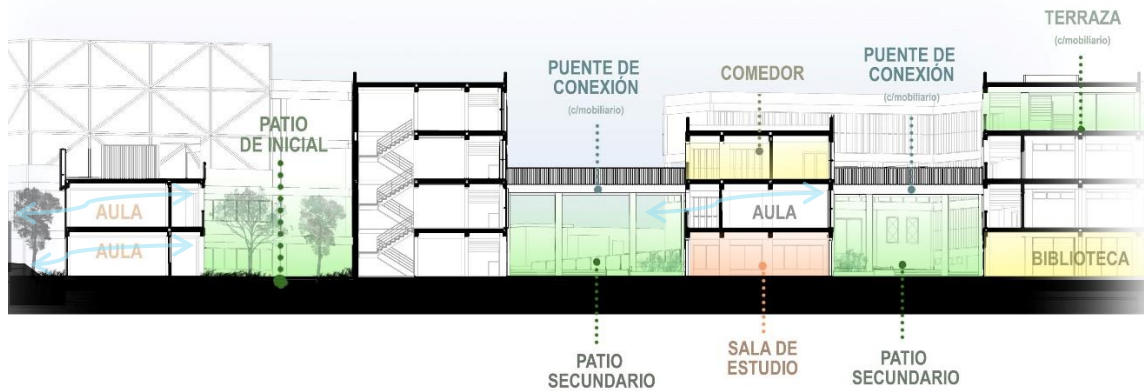 TERRAZA
(c/mobiliario)
PUENTE DE
CONEXIÓN
(c/mobiliario)
COMEDOR
PUENTE DE
CONEXIÓN
(c/mobiliario)
PATIO
DE INICIAL
AULA
AULA
AULA
BIBLIOTECA
PATIO
SECUNDARIO
SALA DE
ESTUDIO
PATIO
SECUNDARIO